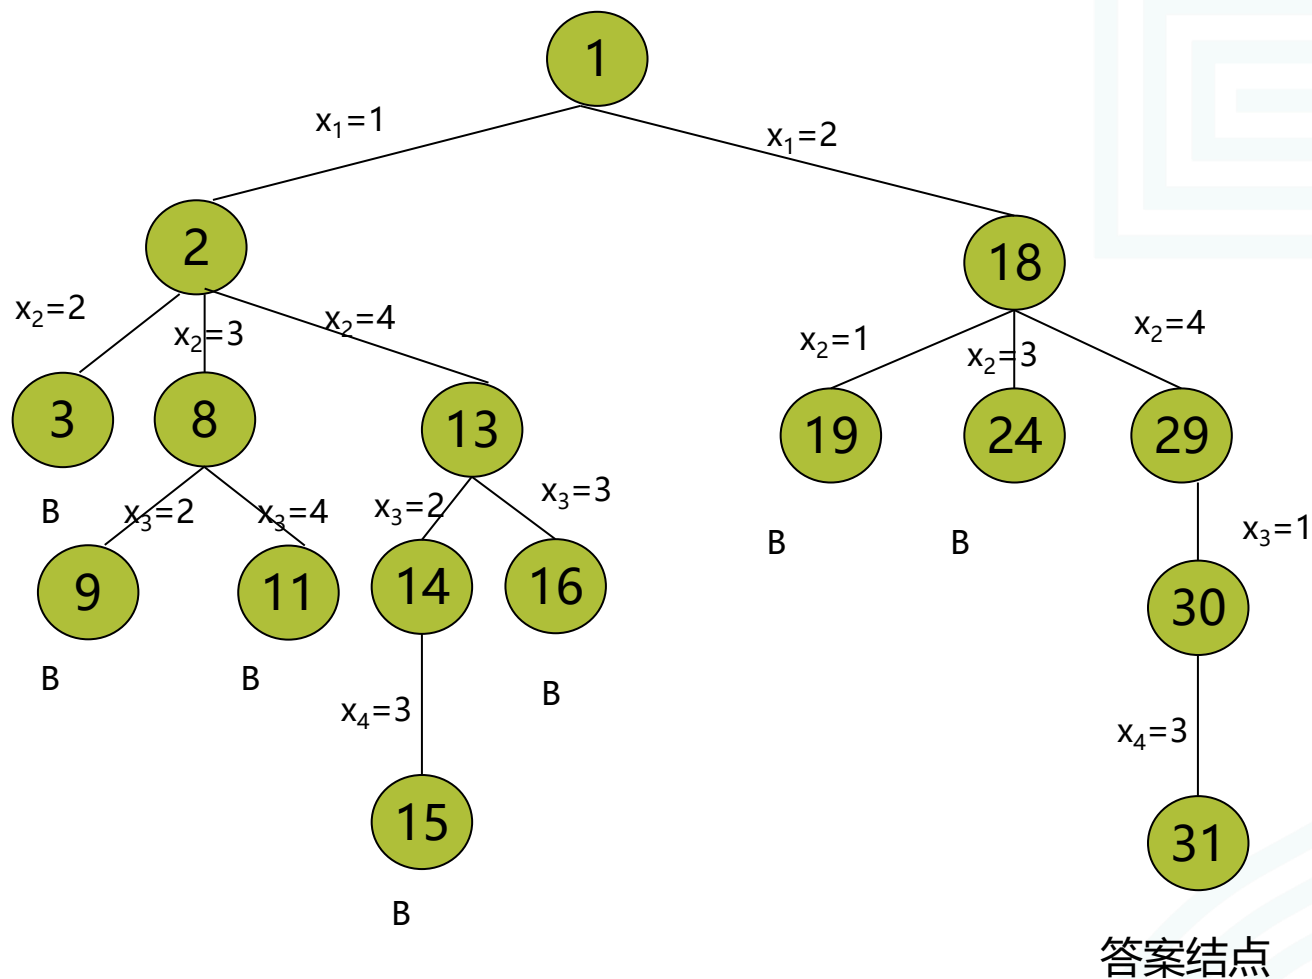 1
x₁=1
x₁=2
2
18
x₂=2
x₂=3
x₂=4
x₂=1
x₂=3
x₂=4
3
8
13
19
24
29
B
x₃=2
x₃=4
x₃=2
x₃=3
B
B
x₃=1
9
11
14
16
30
B
B
B
x₄=3
x₄=3
15
31
B
答案结点